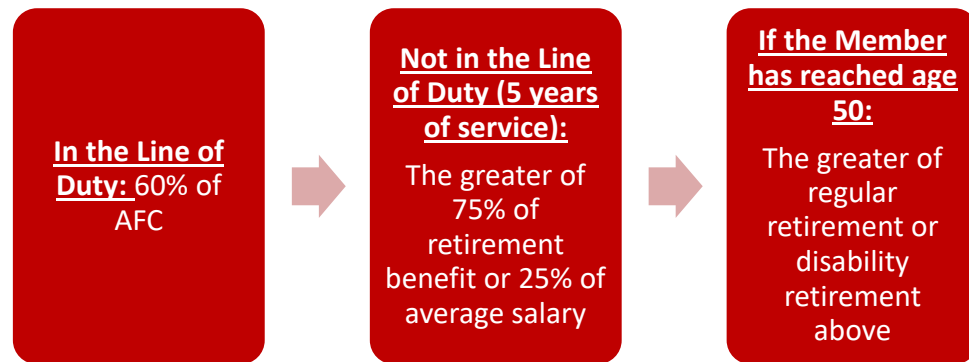 In the Line of
Duty: 60% of
AFC
Not in the Line
of Duty (5 years
of service):
The greater of
75% of
retirement
benefit or 25% of
average salary
If the Member
has reached age
50:
The greater of
regular
retirement or
disability
retirement
above